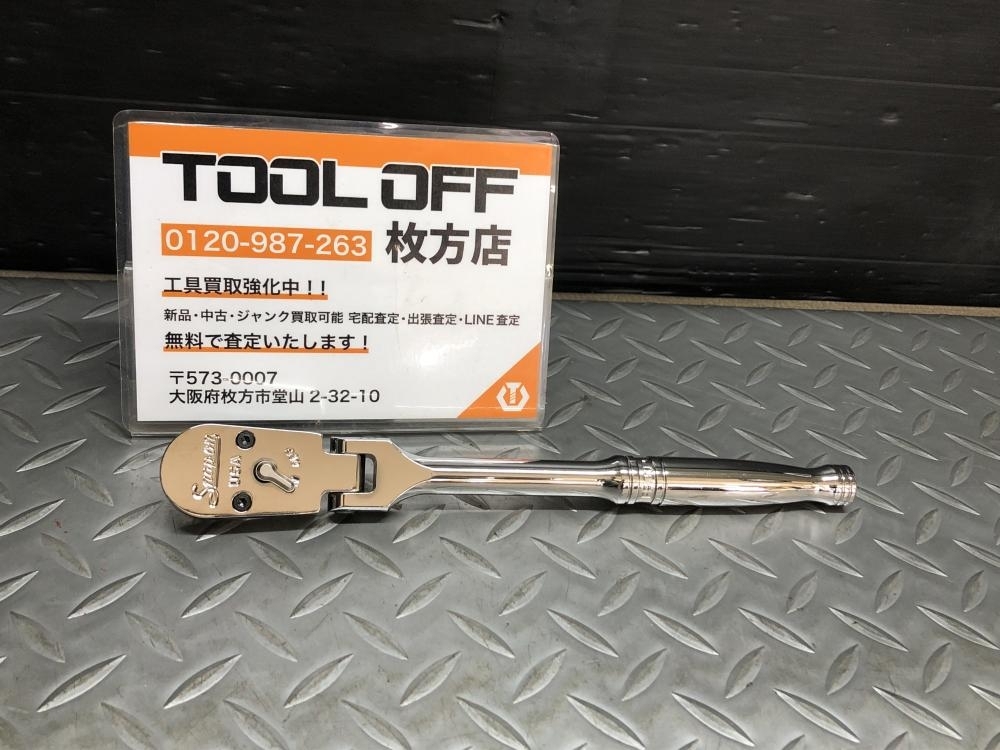 TOOL OFF
0120-987-263 枚方店
工具買取強化中！！
新品・中古・ジャンク買取可能 宅配査定・出張査定・LINE査定
無料で査定いたします！
〒573-0007
大阪府枚方市堂山 2-32-10
Snap-on
USA